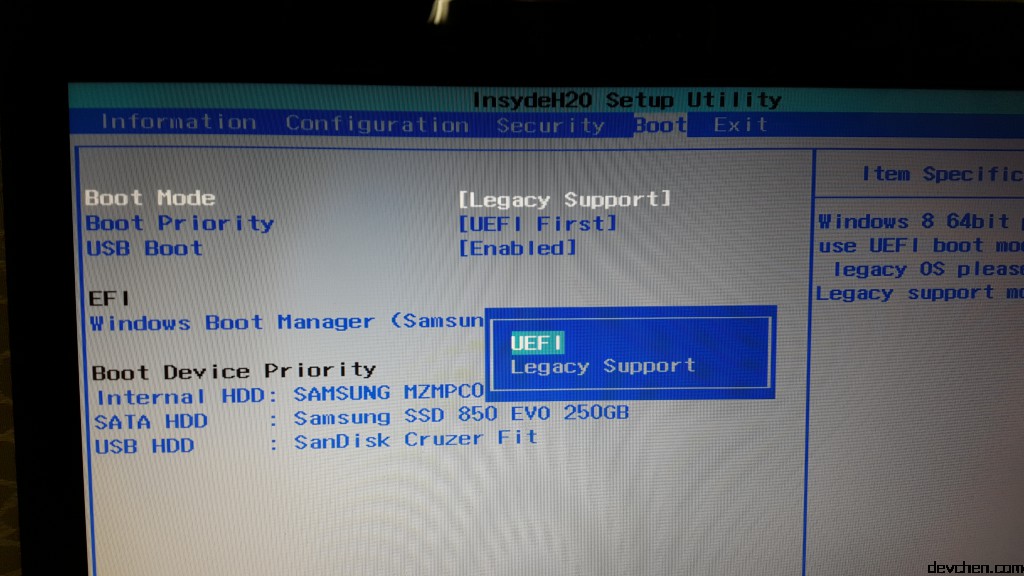 InsydeH20 Setup Utility
Information Configuration Security Boot Exit
Item Specific
Boot Mode [Legacy Support]
Boot Priority [UEFI First]
USB Boot [Enabled]
Windows 8 64bit
use UEFI boot
legacy OS
Legacy support
EFI
Windows Boot Manager (Samsun
UEFI
Legacy Support
Boot Device Priority
Internal HDD: SAMSUNG MZMPC0
SATA HDD : Samsung SSD 850 EVO 250GB
USB HDD : SanDisk Cruzer Fit
devchen.com